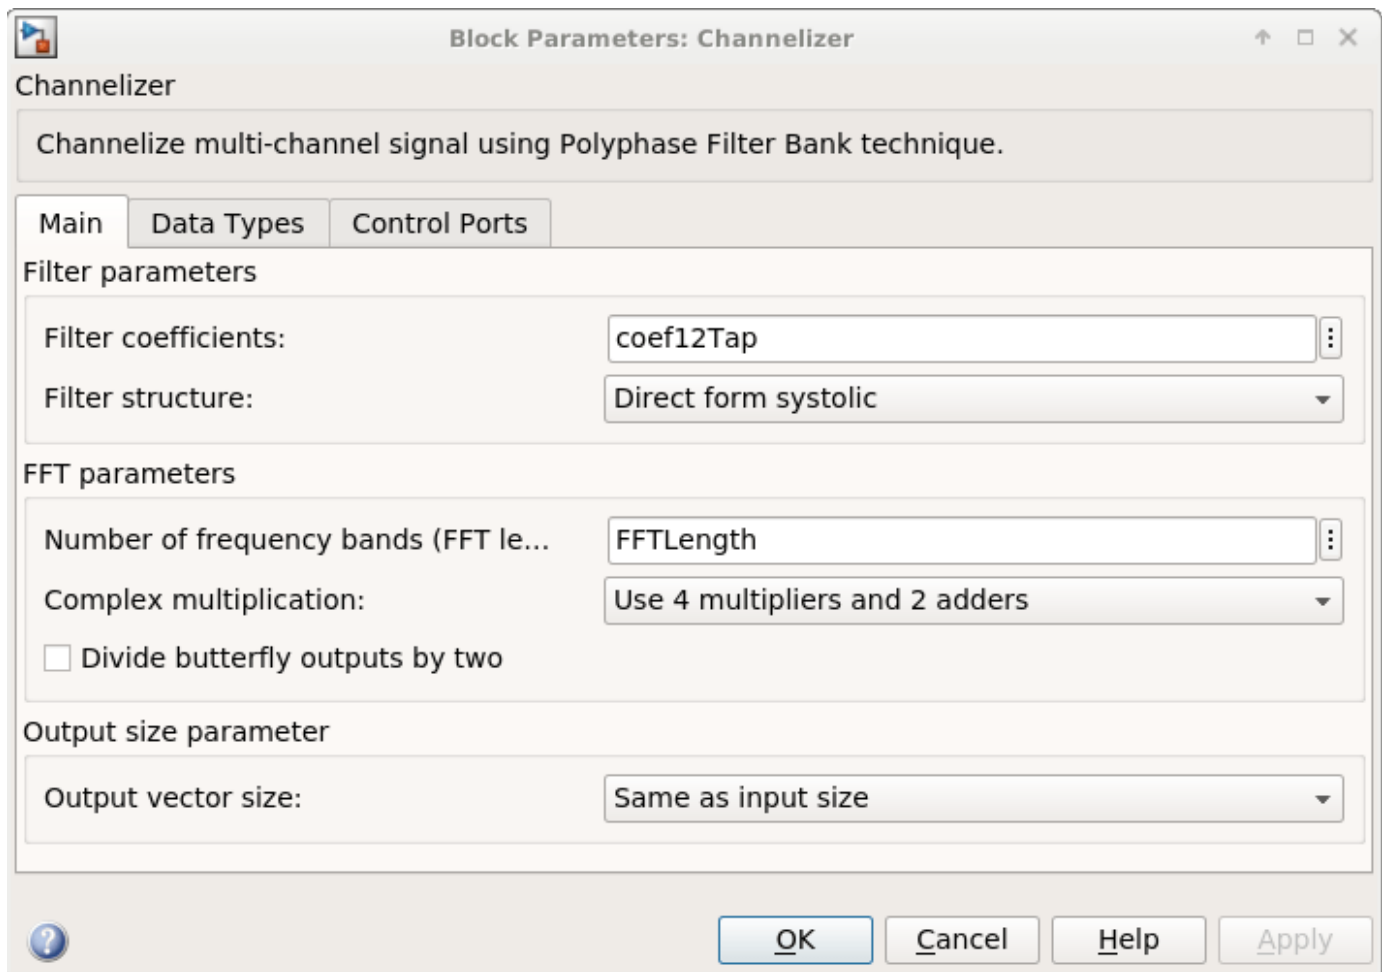 Block Parameters: Channelizer
Channelizer
Channelize multi-channel signal using Polyphase Filter Bank technique.
Main Data Types Control Ports
Filter parameters
Filter coefficients: coef12Tap
Filter structure: Direct form systolic
FFT parameters
Number of frequency bands (FFT le... FFTLength
Complex multiplication: Use 4 multipliers and 2 adders
Divide butterfly outputs by two
Output size parameter
Output vector size: Same as input size
OK Cancel Help Apply